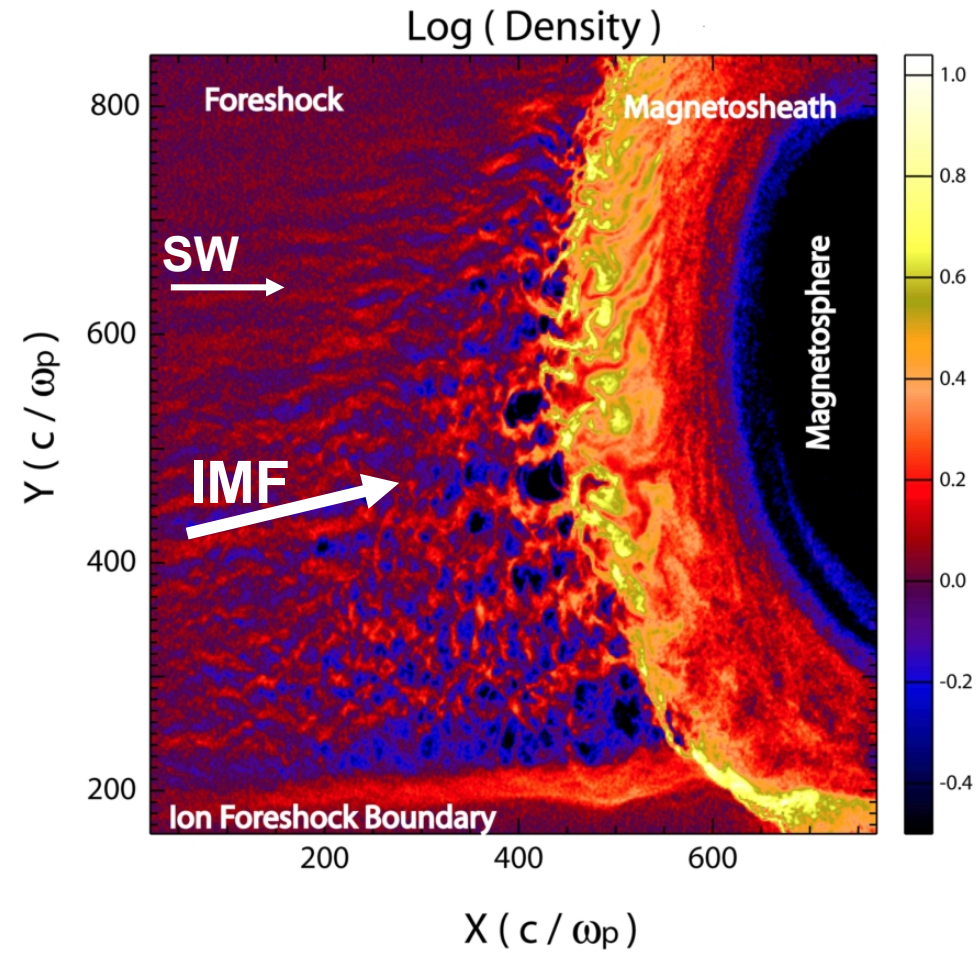 Log ( Density )
Foreshock
Magnetosheath
SW
IMF
Magnetosphere
Ion Foreshock Boundary
Y ( c / ωp )
800
600
400
200
200 400 600
X ( c / ωp )
1.0
0.8
0.6
0.4
0.2
0.0
-0.2
-0.4